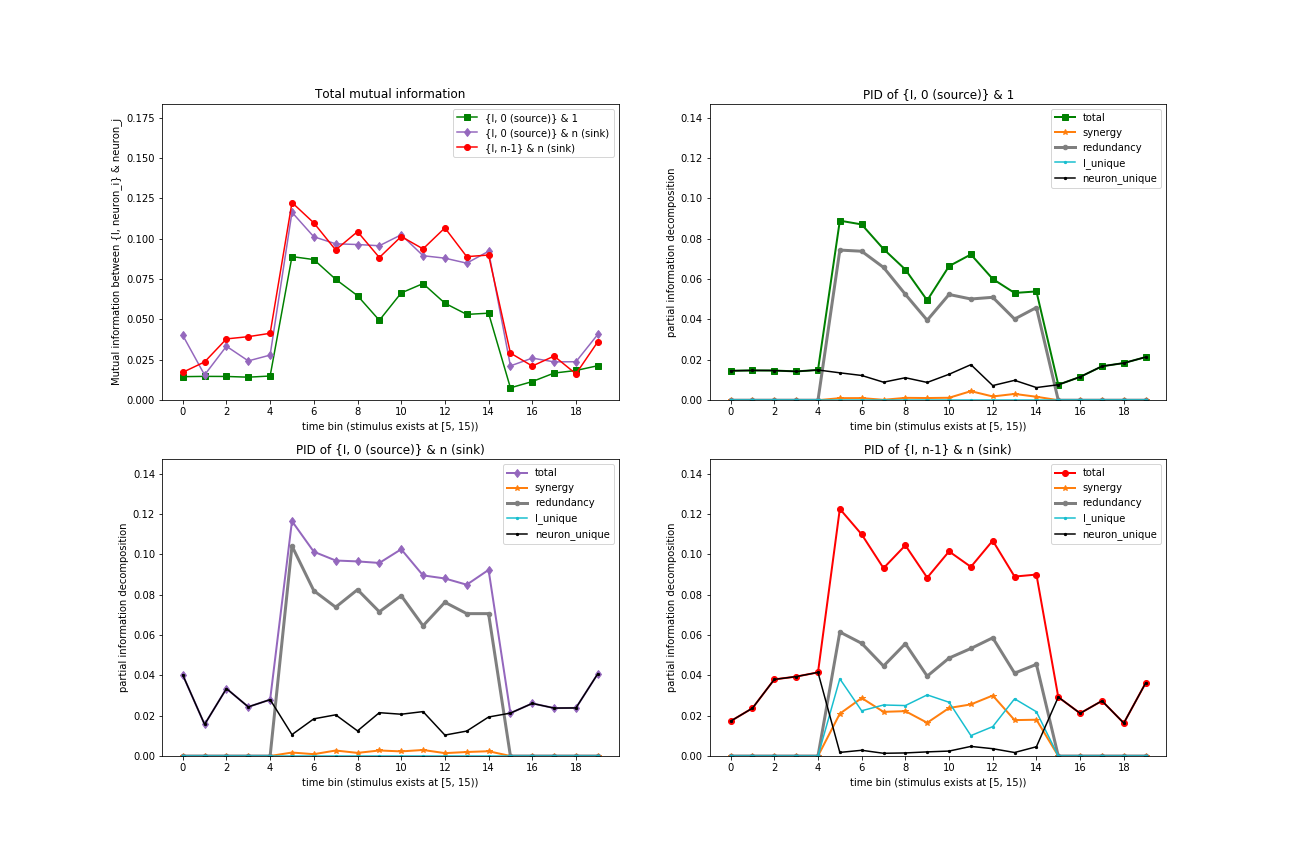 Total mutual information
Mutual information between {I, neuron_i} & neuron_j
0.175
0.150
0.125
0.100
0.075
0.050
0.025
0.000
{I, 0 (source)} & 1
{I, 0 (source)} & n (sink)
{I, n-1} & n (sink)
0 2 4 6 8 10 12 14 16 18
time bin (stimulus exists at [5, 15))
PID of {I, 0 (source)} & 1
partial information decomposition
0.14
0.12
0.10
0.08
0.06
0.04
0.02
0.00
total
synergy
redundancy
I_unique
neuron_unique
0 2 4 6 8 10 12 14 16 18
time bin (stimulus exists at [5, 15))
PID of {I, 0 (source)} & n (sink)
partial information decomposition
0.14
0.12
0.10
0.08
0.06
0.04
0.02
0.00
total
synergy
redundancy
I_unique
neuron_unique
0 2 4 6 8 10 12 14 16 18
time bin (stimulus exists at [5, 15))
PID of {I, n-1} & n (sink)
partial information decomposition
0.14
0.12
0.10
0.08
0.06
0.04
0.02
0.00
total
synergy
redundancy
I_unique
neuron_unique
0 2 4 6 8 10 12 14 16 18
time bin (stimulus exists at [5, 15))